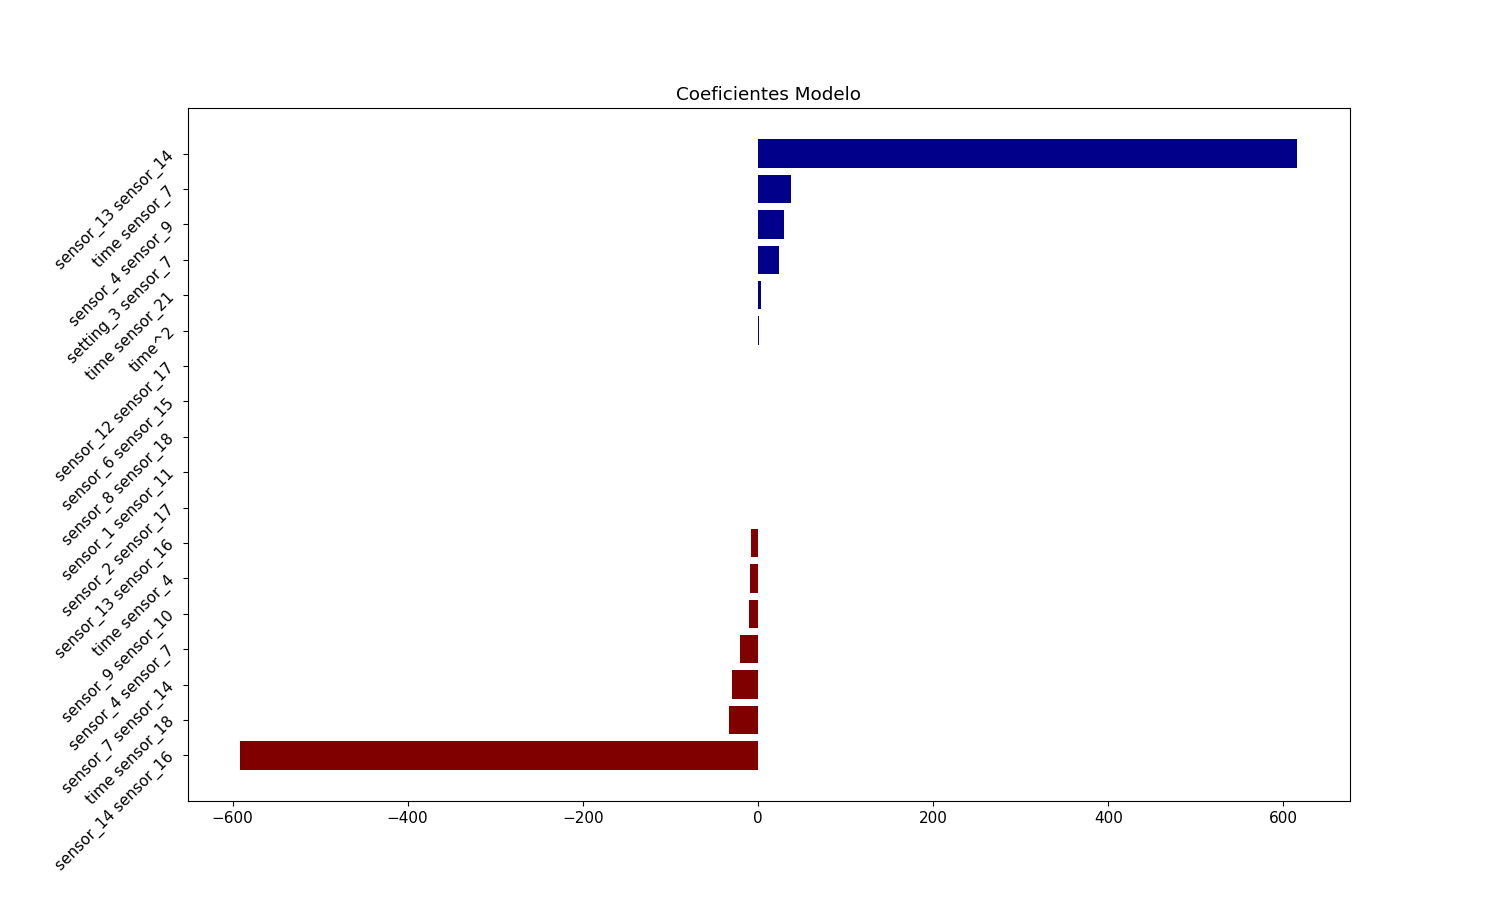 Coeficientes Modelo
sensor_13 sensor_14
time sensor_7
sensor_4 sensor_9
setting_3 sensor_7
time sensor_21
time^2
sensor_12 sensor_17
sensor_6 sensor_15
sensor_8 sensor_18
sensor_1 sensor_11
sensor_2 sensor_17
sensor_13 sensor_16
time sensor_4
sensor_9 sensor_10
sensor_4 sensor_7
sensor_7 sensor_14
time sensor_18
sensor_14 sensor_16
−600 −400 −200 0 200 400 600